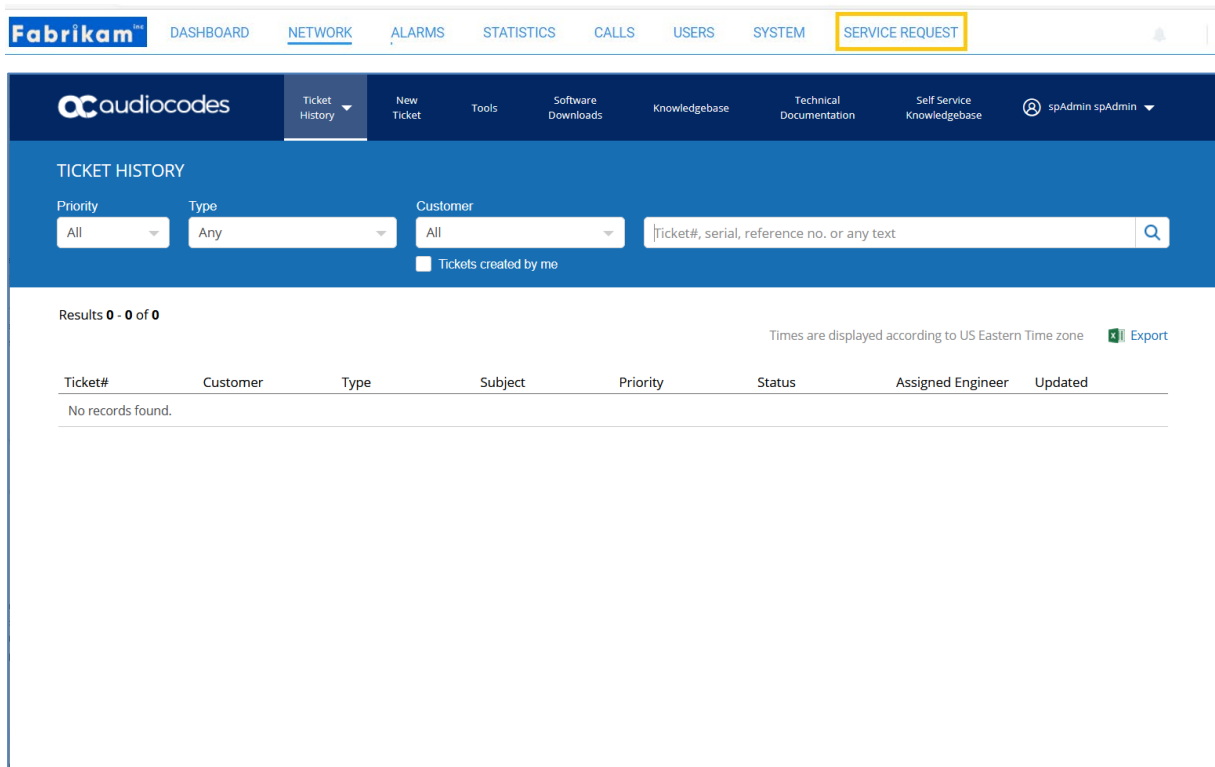 Fabrikam inc DASHBOARD NETWORK ALARMS STATISTICS CALLS USERS SYSTEM SERVICE REQUEST
audiocodes Ticket History New Ticket Tools Software Downloads Knowledgebase Technical Documentation Self Service Knowledgebase spAdmin spAdmin
TICKET HISTORY
Priority Type Customer
All Any All Ticket#, serial, reference no. or any text
Tickets created by me
Results 0 - 0 of 0
Times are displayed according to US Eastern Time zone Export
Ticket# Customer Type Subject Priority Status Assigned Engineer Updated
No records found.